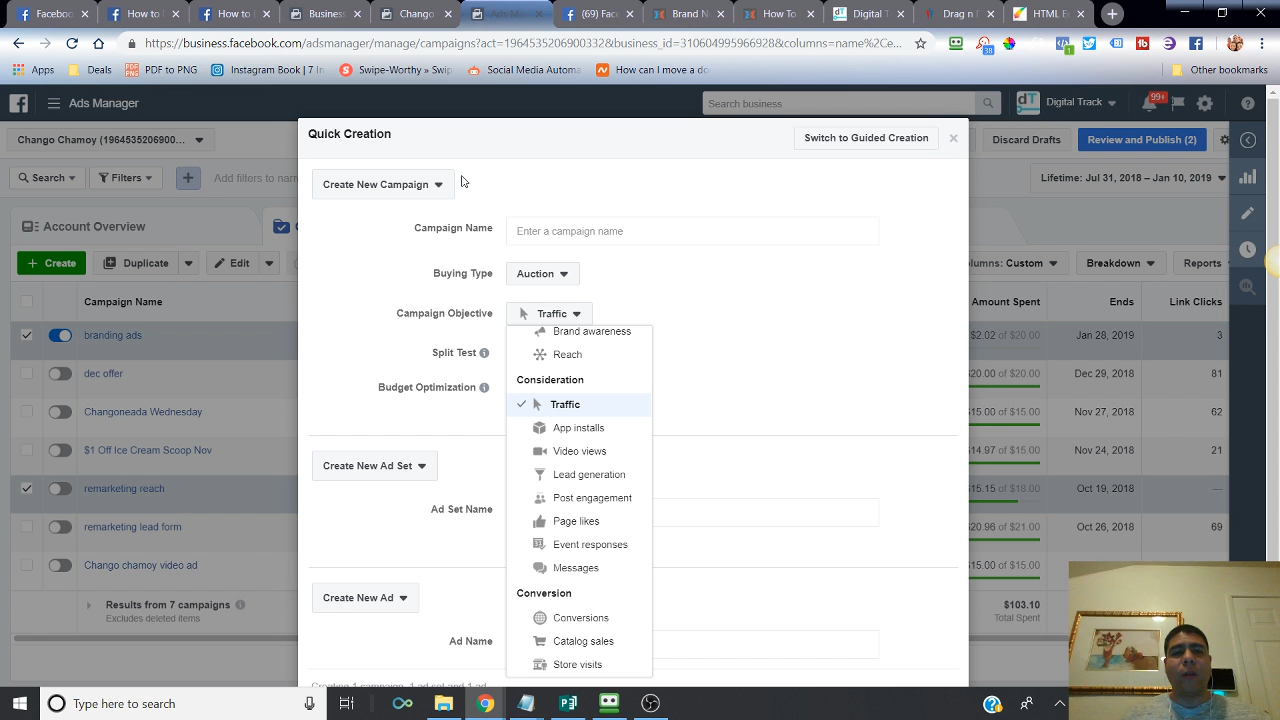 Facebook
How to I
How to I
Business
Chango
Ads Ma
(69) Face
Brand N
How To
Digital T
Drag n D
HTML E
https://business.facebook.com/adsmanager/manage/campaigns?act=1964535206900332&business_id=310604995966928&columns=name%2Ce...
Apps
Deals
PDF to PNG
Instagram Book | 7 In
Swipe-Worthy » Swip
Social Media Automa
How can I move a do
Other bookmarks
Ads Manager
Search business
Digital Track
99+
Chango Chamoy (1964535206900...
Quick Creation
Switch to Guided Creation
Discard Drafts
Review and Publish (2)
Search
Filters
Add filters to narr
Create New Campaign
Lifetime: Jul 31, 2018 — Jan 10, 2019
Account Overview
Campaign Name
Enter a campaign name
Create
Duplicate
Edit
Buying Type
Auction
olumns: Custom
Breakdown
Reports
Campaign Name
Campaign Objective
Traffic
Amount Spent
Ends
Link Clicks
branding ads
$2.02 of $20.00
Jan 28, 2019
3
Brand awareness
Split Test
Reach
dec offer
$20.00 of $20.00
Dec 29, 2018
81
Budget Optimization
Consideration
Traffic
Changoneada Wednesday
$15.00 of $15.00
Nov 27, 2018
62
App installs
$1 Off Ice Cream Scoop Nov
Video views
$14.97 of $15.00
Nov 24, 2018
21
Create New Ad Set
Lead generation
remarketing reach
$15.15 of $18.00
Oct 19, 2018
—
Post engagement
Ad Set Name
Page likes
remarketing lead form
$20.96 of $21.00
Oct 26, 2018
69
Event responses
Chango chamoy video ad
Messages
$15.00 of $15.00
Create New Ad
Conversion
Results from 7 campaigns
Excludes deleted items
$103.10
Total Spent
Conversions
Ad Name
Catalog sales
Store visits
Creating 1 campaign, 1 ad set and 1 ad
Type here to search